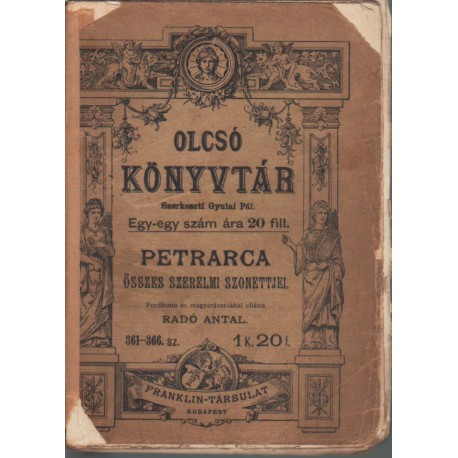 OLCSÓ
KÖNYVTÁR
Szerkeszti Gyulai Pál.
Egy-egy szám ára 20 fill.
PETRARCA
ÖSSZES SZERELMI SZONETTJEI.
Fordította és magyarázatokkal ellátta
RADÓ ANTAL.
361–366. sz. 1 K. 20 f.
FRANKLIN-TÁRSULAT
BUDAPEST